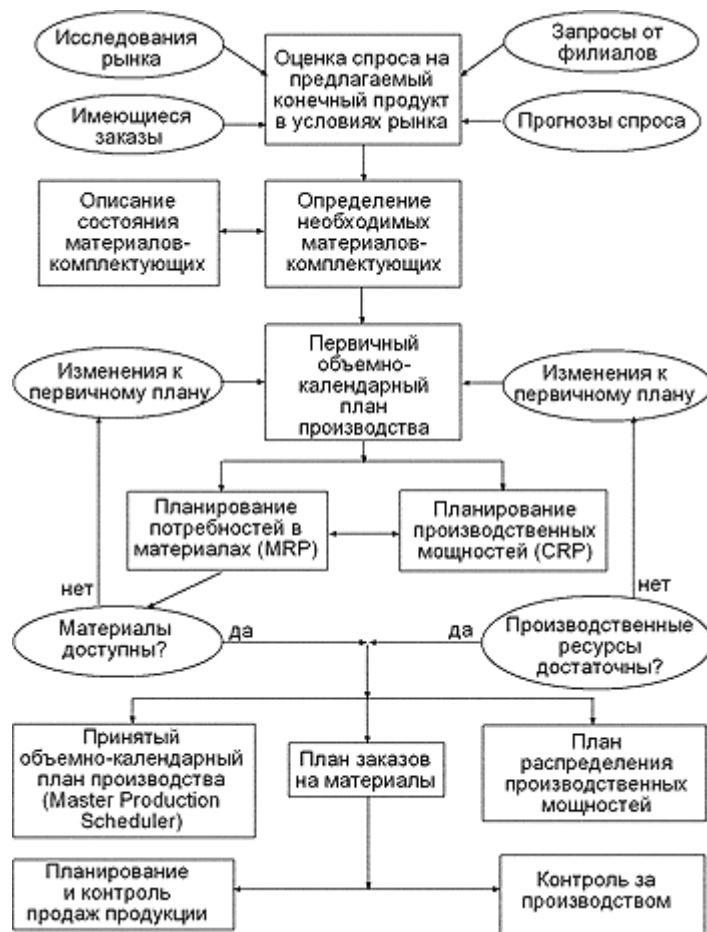 Исследования
рынка
Оценка спроса на
предлагаемый
конечный продукт
в условиях рынка
Запросы от
филиалов
Имеющиеся
заказы
Прогнозы спроса
Описание
состояния
материалов-
комплектующих
Определение
необходимых
материалов-
комплектующих
Изменения к
первичному плану
Первичный
объемно-
календарный
план
производства
Изменения к
первичному плану
Планирование
потребностей в
материалах (MRP)
Планирование
производственных
мощностей (CRP)
нет
нет
Материалы
доступны?
да
да
Производственные
ресурсы
достаточны?
Принятый
объемно-календарный
план производства
(Master Production
Scheduler)
План заказов
на материалы
План
распределения
производственных
мощностей
Планирование
и контроль
продаж продукции
Контроль за
производством